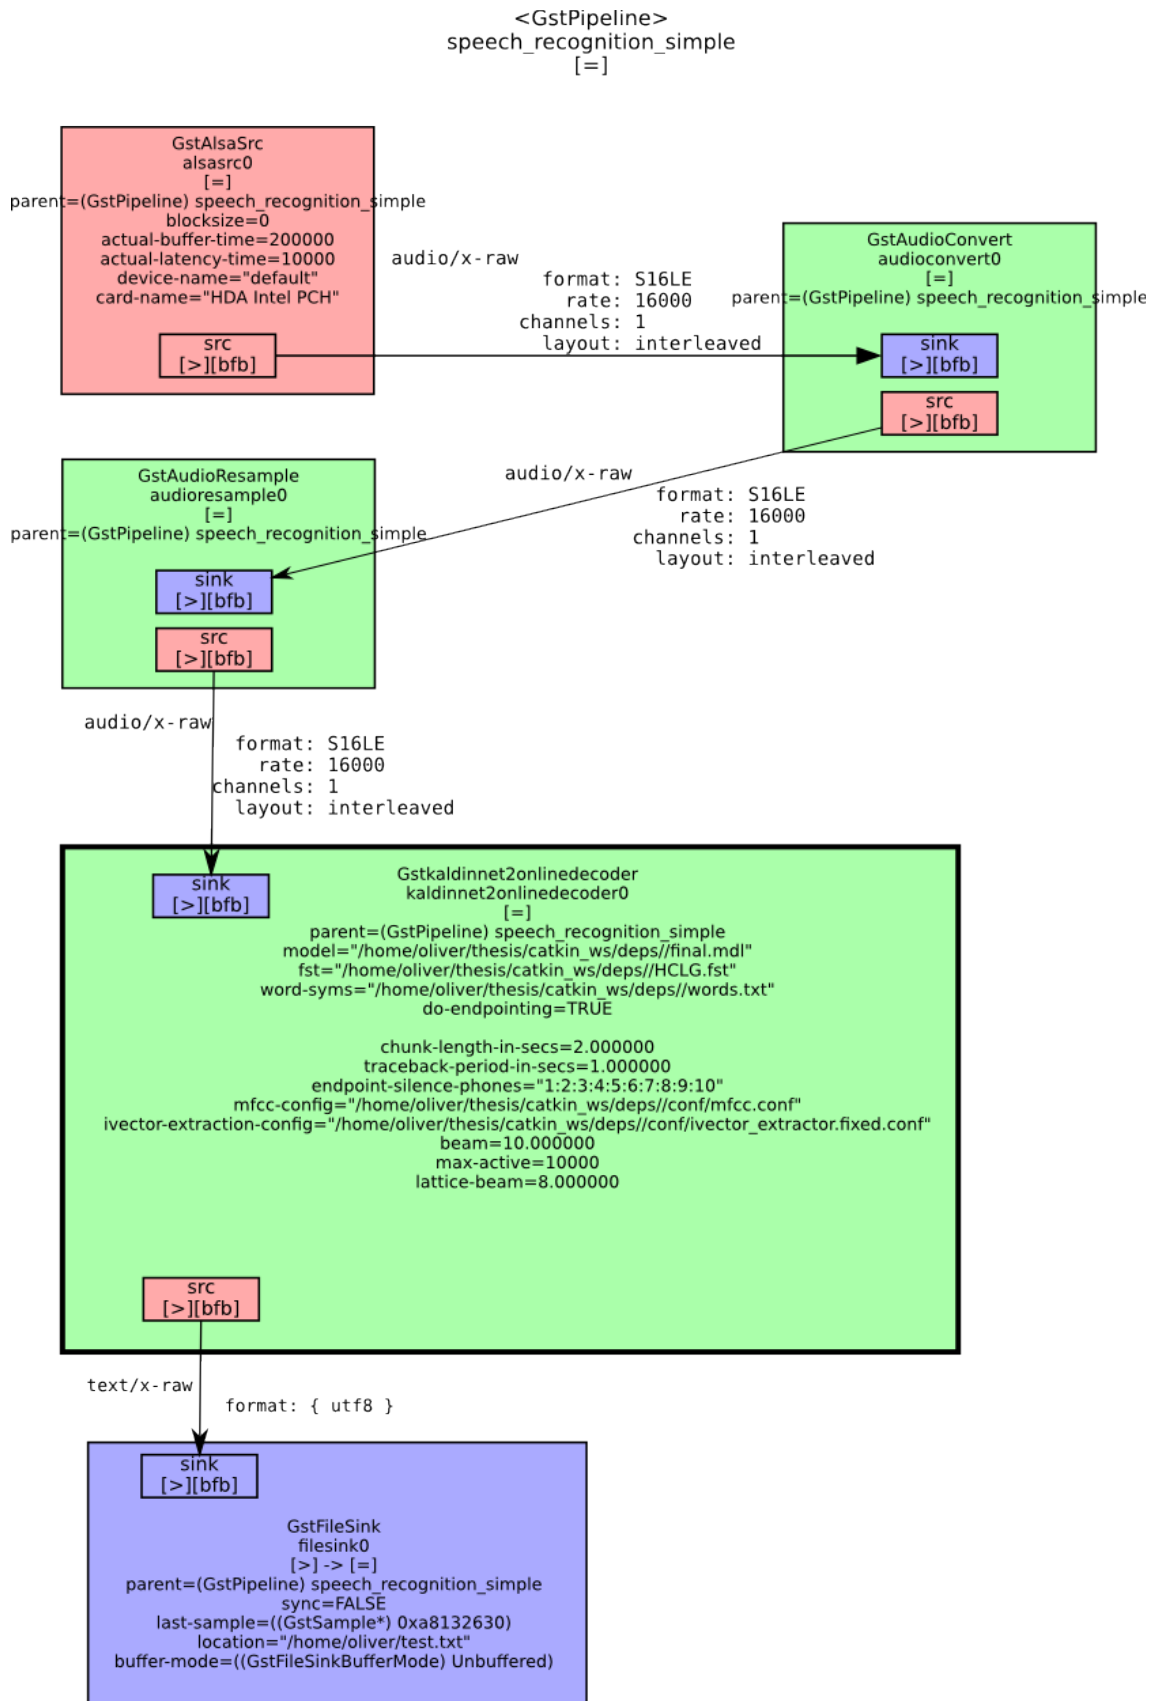 <GstPipeline>
speech_recognition_simple
[=]
GstAlsaSrc
alsasrc0
[=]
parent=(GstPipeline) speech_recognition_simple
blocksize=0
actual-buffer-time=200000
actual-latency-time=10000
device-name="default"
card-name="HDA Intel PCH"
src
[>][bfb]
audio/x-raw
format: S16LE
rate: 16000
channels: 1
layout: interleaved
GstAudioConvert
audioconvert0
[=]
parent=(GstPipeline) speech_recognition_simple
sink
[>][bfb]
src
[>][bfb]
audio/x-raw
format: S16LE
rate: 16000
channels: 1
layout: interleaved
GstAudioResample
audioresample0
[=]
parent=(GstPipeline) speech_recognition_simple
sink
[>][bfb]
src
[>][bfb]
audio/x-raw
format: S16LE
rate: 16000
channels: 1
layout: interleaved
sink
[>][bfb]
Gstkaldinnet2onlinedecoder
kaldinnet2onlinedecoder0
[=]
parent=(GstPipeline) speech_recognition_simple
model="/home/oliver/thesis/catkin_ws/deps//final.mdl"
fst="/home/oliver/thesis/catkin_ws/deps//HCLG.fst"
word-syms="/home/oliver/thesis/catkin_ws/deps//words.txt"
do-endpointing=TRUE
chunk-length-in-secs=2.000000
traceback-period-in-secs=1.000000
endpoint-silence-phones="1:2:3:4:5:6:7:8:9:10"
mfcc-config="/home/oliver/thesis/catkin_ws/deps//conf/mfcc.conf"
ivector-extraction-config="/home/oliver/thesis/catkin_ws/deps//conf/ivector_extractor.fixed.conf"
beam=10.000000
max-active=10000
lattice-beam=8.000000
src
[>][bfb]
text/x-raw
format: { utf8 }
sink
[>][bfb]
GstFileSink
filesink0
[>] -> [=]
parent=(GstPipeline) speech_recognition_simple
sync=FALSE
last-sample=((GstSample*) 0xa8132630)
location="/home/oliver/test.txt"
buffer-mode=((GstFileSinkBufferMode) Unbuffered)